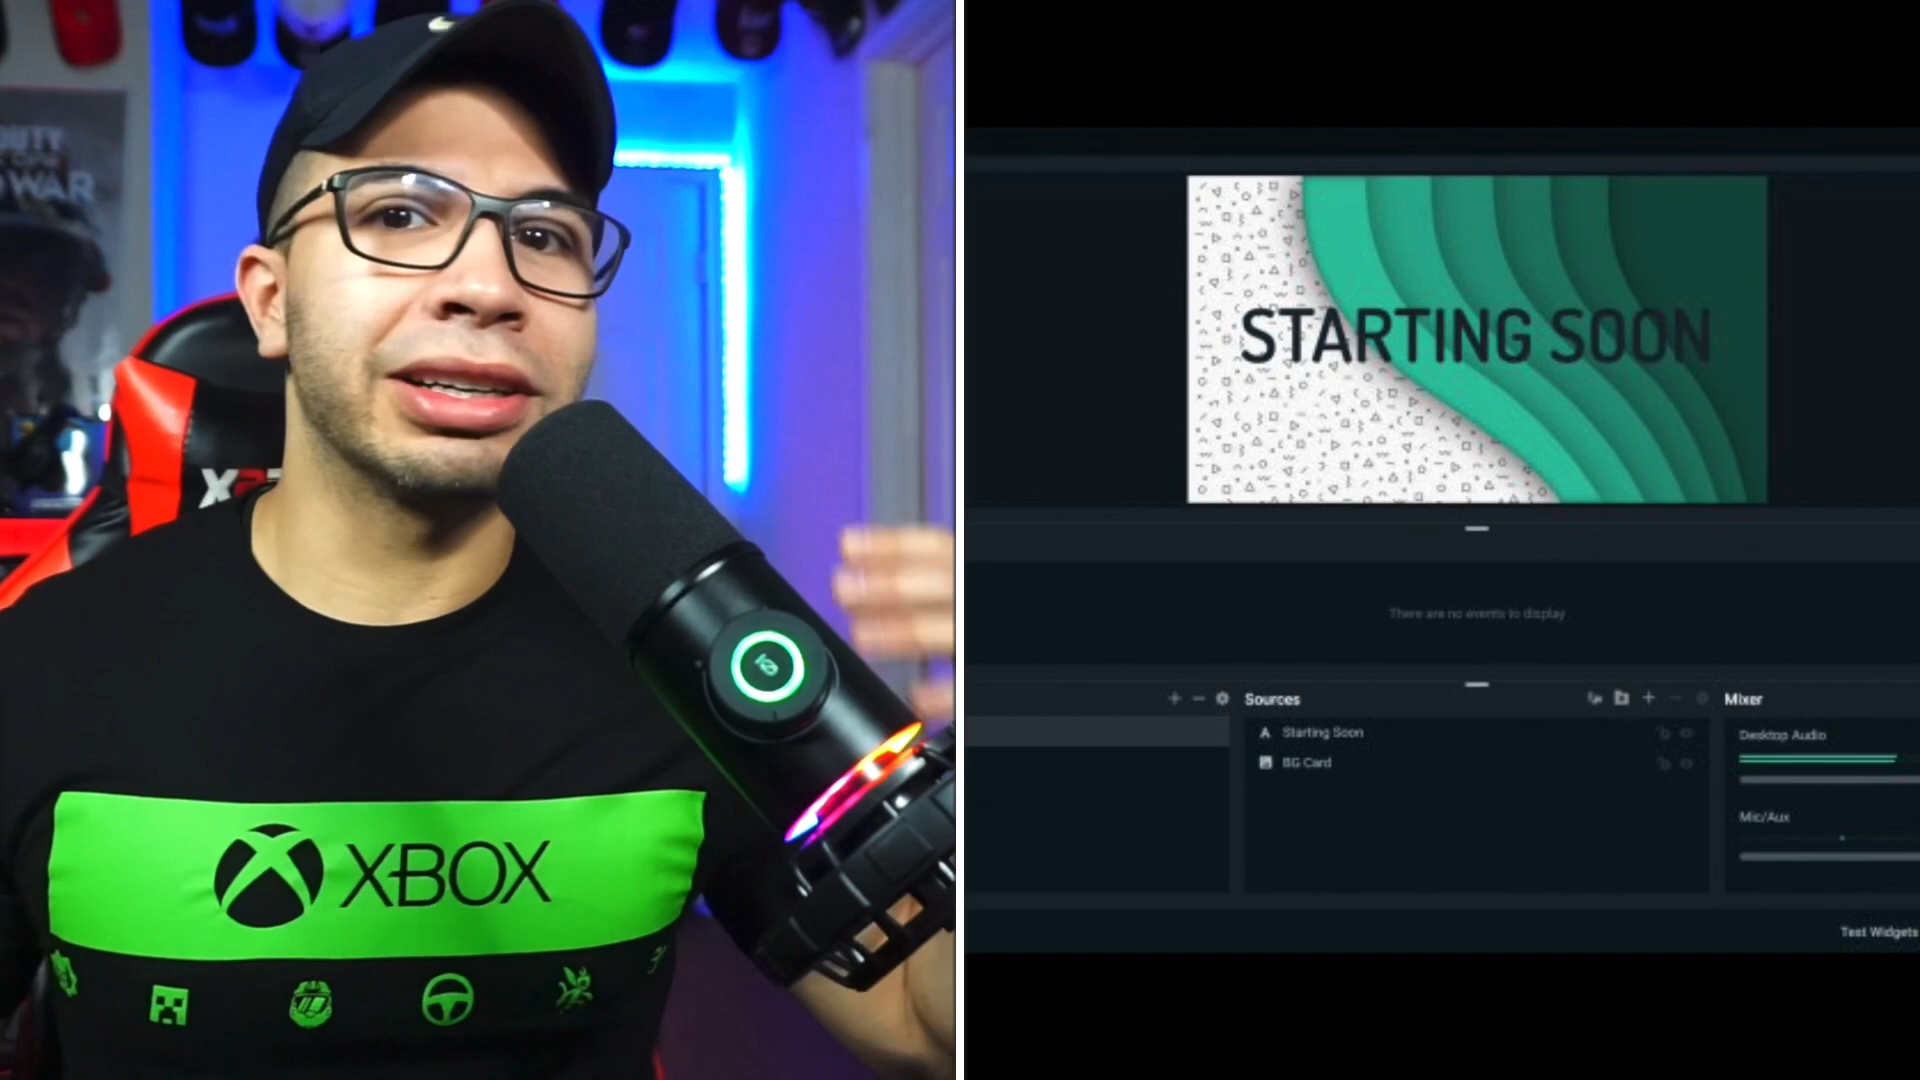 DUTY
WAR
XBOX
STARTING SOON
There are no events to display
Sources
Mixer
Starting Soon
BG Card
Desktop Audio
Mic/Aux
Test Widgets